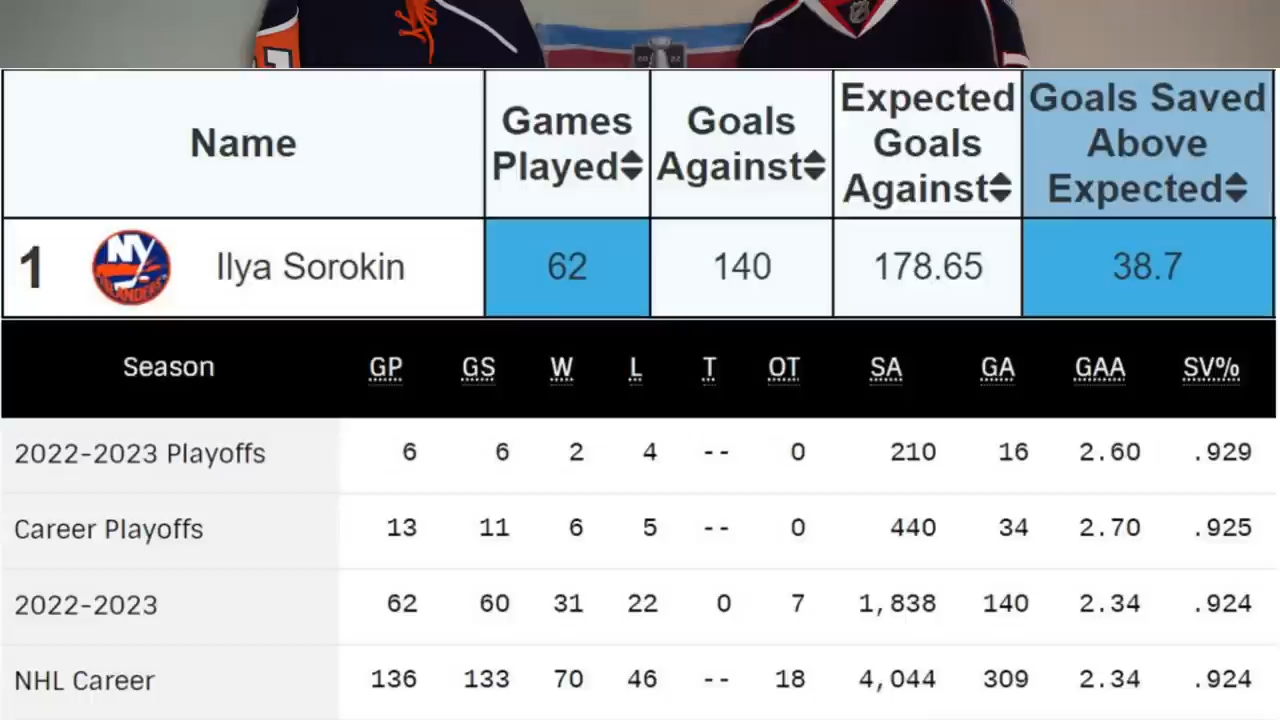 20 22
Name
Games Played
Goals Against
Expected Goals Against
Goals Saved Above Expected
1 NY ISLANDERS Ilya Sorokin 62 140 178.65 38.7
Season GP GS W L T OT SA GA GAA SV%
2022-2023 Playoffs 6 6 2 4 -- 0 210 16 2.60 .929
Career Playoffs 13 11 6 5 -- 0 440 34 2.70 .925
2022-2023 62 60 31 22 0 7 1,838 140 2.34 .924
NHL Career 136 133 70 46 -- 18 4,044 309 2.34 .924